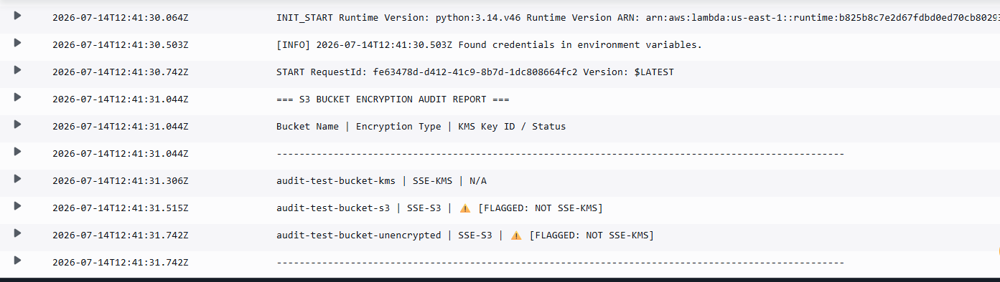 2026-07-14T12:41:30.064Z INIT_START Runtime Version: python:3.14.v46 Runtime Version ARN: arn:aws:lambda:us-east-1::runtime:b825b8c7e2d67fdbd0ed70cb80293
2026-07-14T12:41:30.503Z [INFO] 2026-07-14T12:41:30.503Z Found credentials in environment variables.
2026-07-14T12:41:30.742Z START RequestId: fe63478d-d412-41c9-8b7d-1dc808664fc2 Version: $LATEST
2026-07-14T12:41:31.044Z === S3 BUCKET ENCRYPTION AUDIT REPORT ===
2026-07-14T12:41:31.044Z Bucket Name | Encryption Type | KMS Key ID / Status
2026-07-14T12:41:31.044Z ----------------------------------------------------------------------------------------------------
2026-07-14T12:41:31.306Z audit-test-bucket-kms | SSE-KMS | N/A
2026-07-14T12:41:31.515Z audit-test-bucket-s3 | SSE-S3 | ⚠️ [FLAGGED: NOT SSE-KMS]
2026-07-14T12:41:31.742Z audit-test-bucket-unencrypted | SSE-S3 | ⚠️ [FLAGGED: NOT SSE-KMS]
2026-07-14T12:41:31.742Z ----------------------------------------------------------------------------------------------------